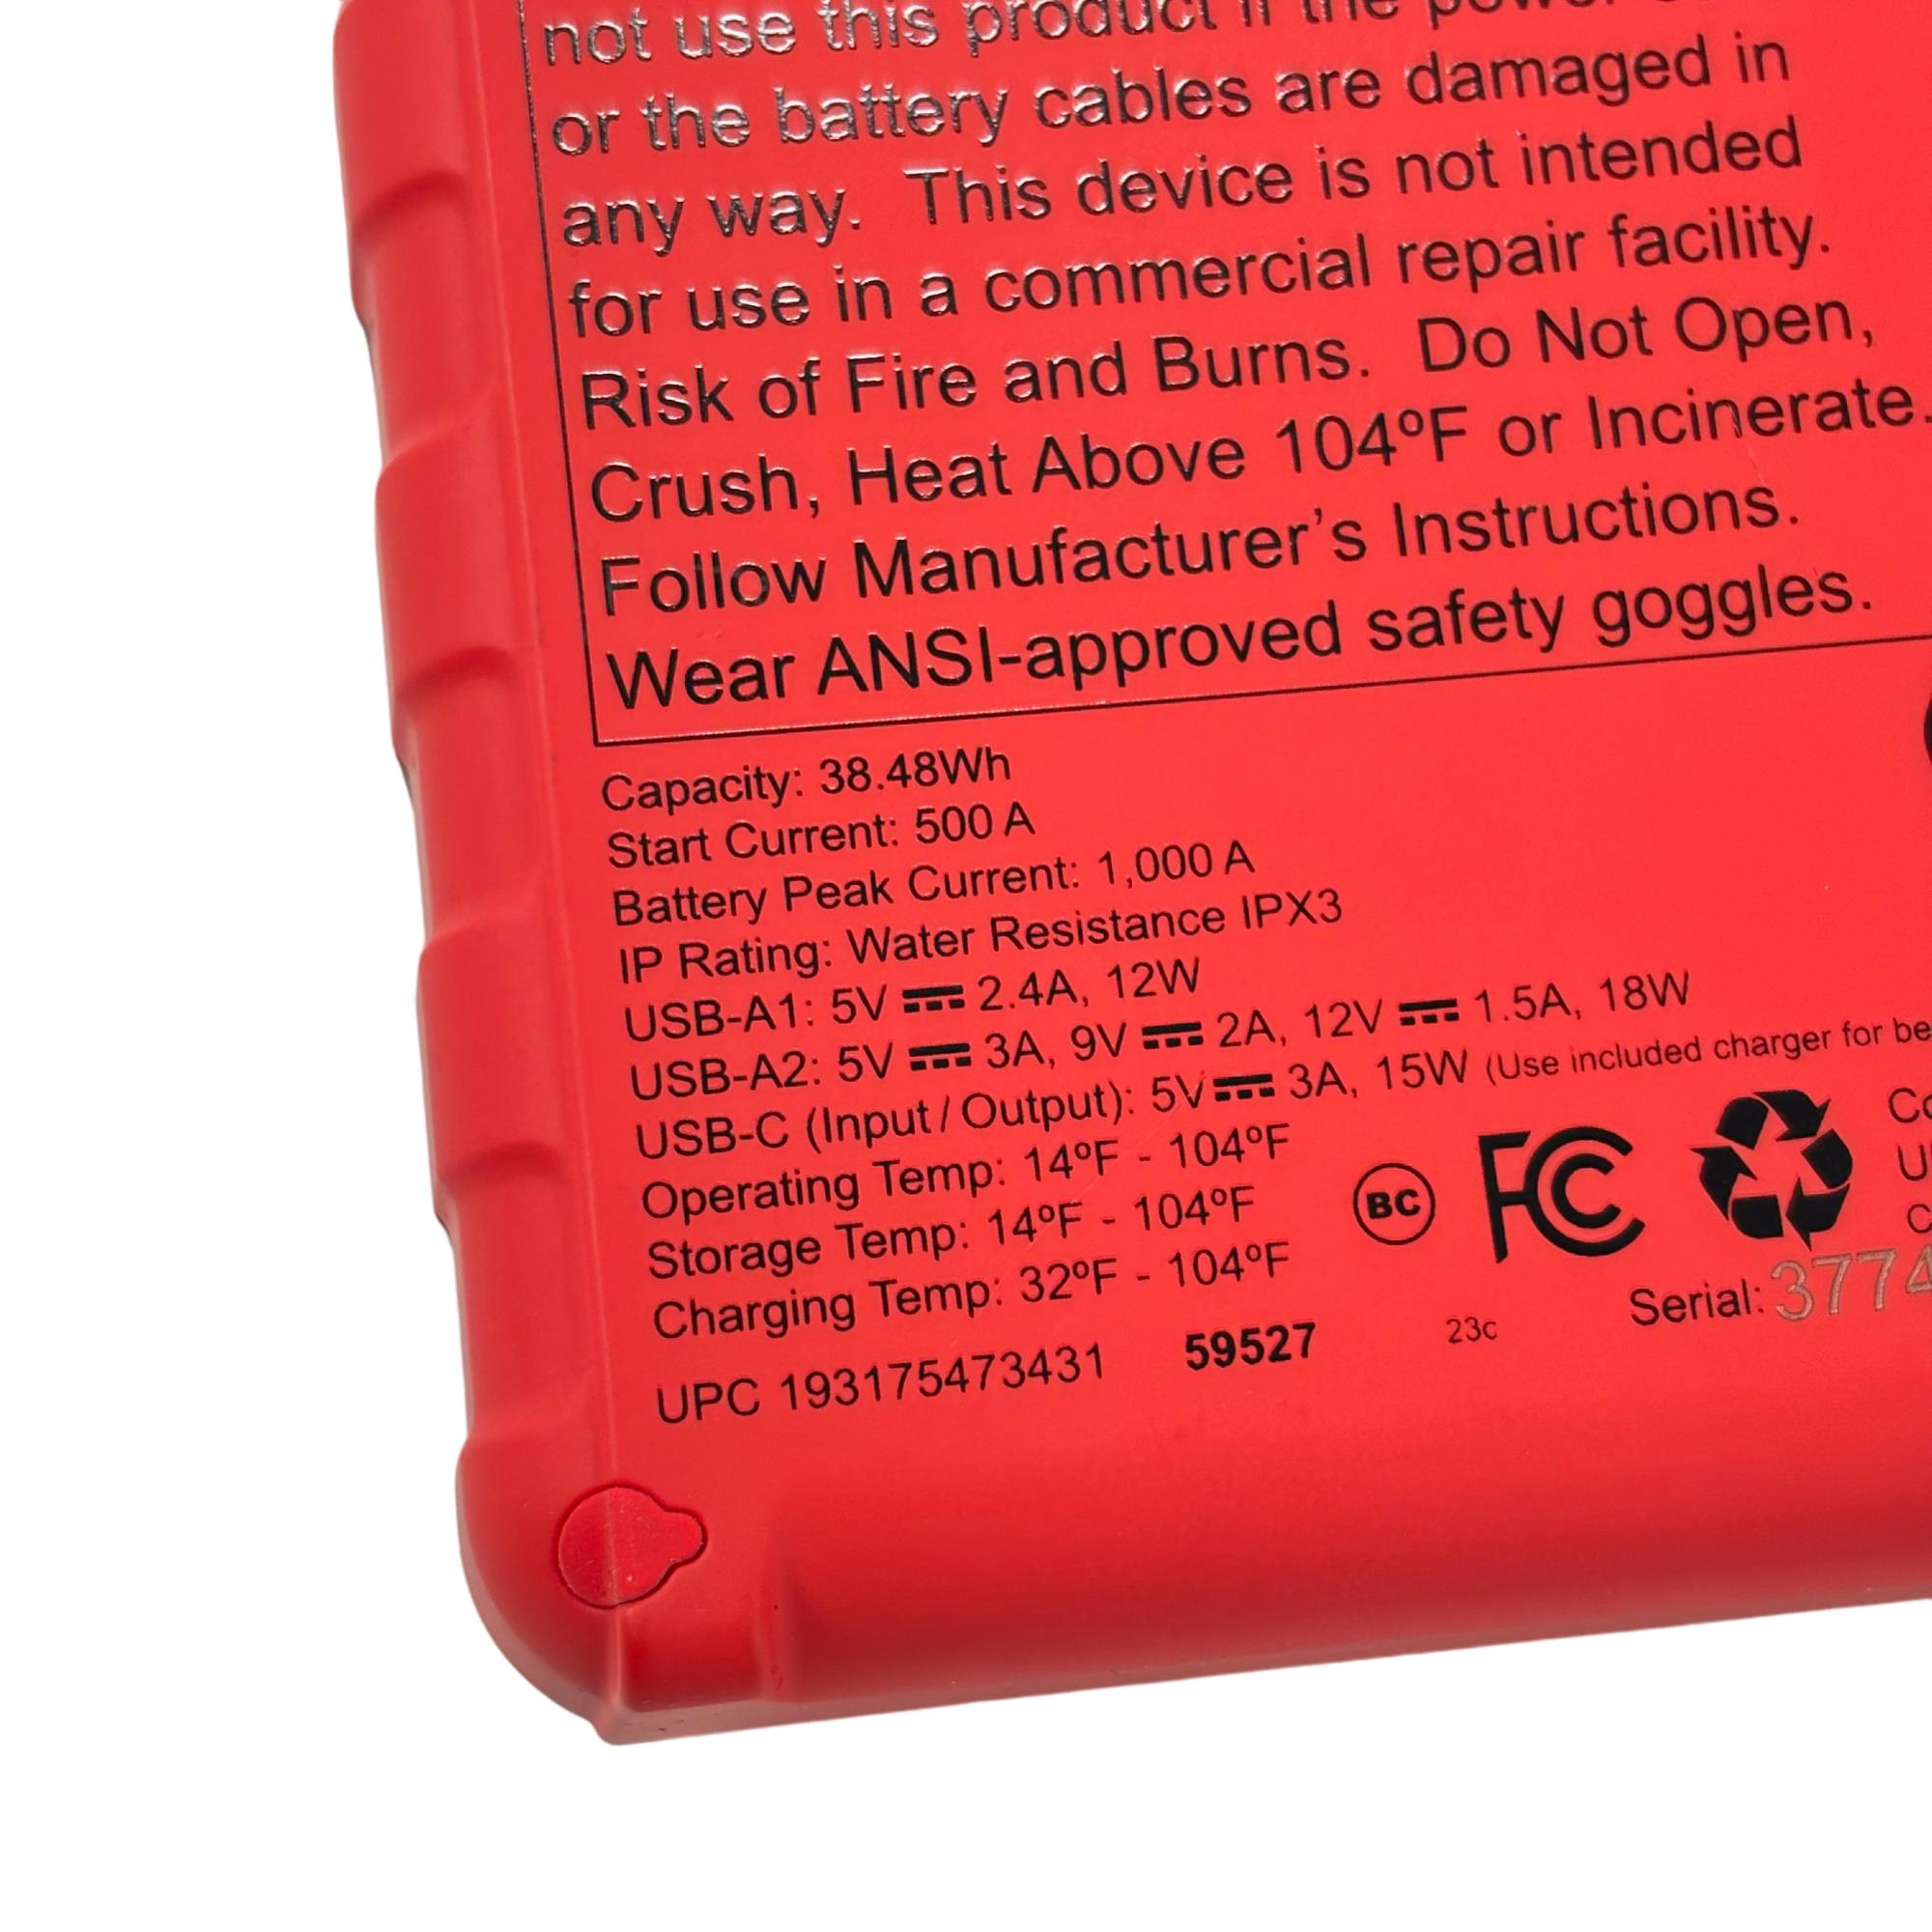 not use this product if the power
or the battery cables are damaged in
any way. This device is not intended
for use in a commercial repair facility.
Risk of Fire and Burns. Do Not Open,
Crush, Heat Above 104ºF or Incinerate.
Follow Manufacturer’s Instructions.
Wear ANSI-approved safety goggles.
Capacity: 38.48Wh
Start Current: 500 A
Battery Peak Current: 1,000 A
IP Rating: Water Resistance IPX3
USB-A1: 5V ⎓ 2.4A, 12W
USB-A2: 5V ⎓ 3A, 9V ⎓ 2A, 12V ⎓ 1.5A, 18W
USB-C (Input / Output): 5V ⎓ 3A, 15W (Use included charger for
Operating Temp: 14ºF - 104ºF
Storage Temp: 14ºF - 104ºF
Charging Temp: 32ºF - 104ºF
BC FC
Serial: 3774
UPC 193175473431 59527 23c